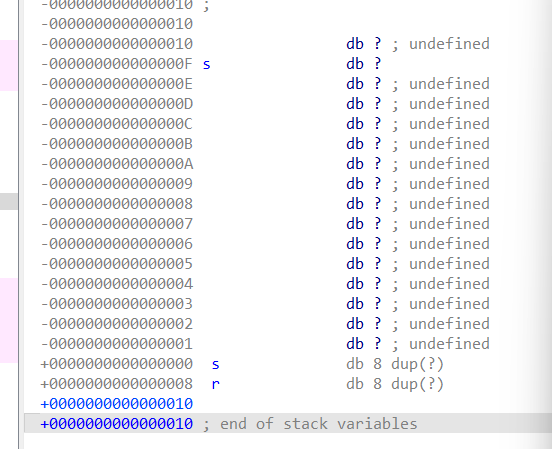 -0000000000000010 ;
-0000000000000010
-0000000000000010 db ? ; undefined
-000000000000000F s db ?
-000000000000000E db ? ; undefined
-000000000000000D db ? ; undefined
-000000000000000C db ? ; undefined
-000000000000000B db ? ; undefined
-000000000000000A db ? ; undefined
-0000000000000009 db ? ; undefined
-0000000000000008 db ? ; undefined
-0000000000000007 db ? ; undefined
-0000000000000006 db ? ; undefined
-0000000000000005 db ? ; undefined
-0000000000000004 db ? ; undefined
-0000000000000003 db ? ; undefined
-0000000000000002 db ? ; undefined
-0000000000000001 db ? ; undefined
+0000000000000000 s db 8 dup(?)
+0000000000000008 r db 8 dup(?)
+0000000000000010
+0000000000000010 ; end of stack variables